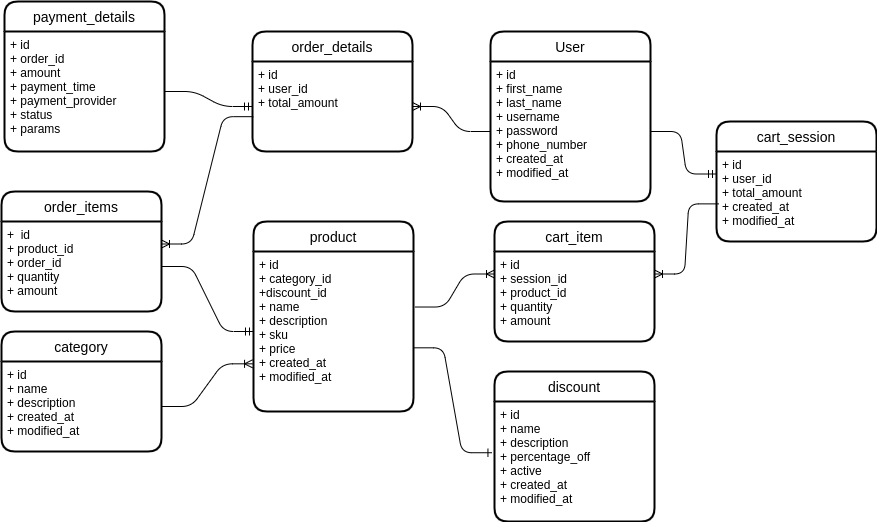 payment_details
+ id
+ order_id
+ amount
+ payment_time
+ payment_provider
+ status
+ params
order_details
+ id
+ user_id
+ total_amount
User
+ id
+ first_name
+ last_name
+ username
+ password
+ phone_number
+ created_at
+ modified_at
cart_session
+ id
+ user_id
+ total_amount
+ created_at
+ modified_at
order_items
+  id
+ product_id
+ order_id
+ quantity
+ amount
product
+ id
+ category_id
+discount_id
+ name
+ description
+ sku
+ price
+ created_at
+ modified_at
cart_item
+ id
+ session_id
+ product_id
+ quantity
+ amount
category
+ id
+ name
+ description
+ created_at
+ modified_at
discount
+ id
+ name
+ description
+ percentage_off
+ active
+ created_at
+ modified_at